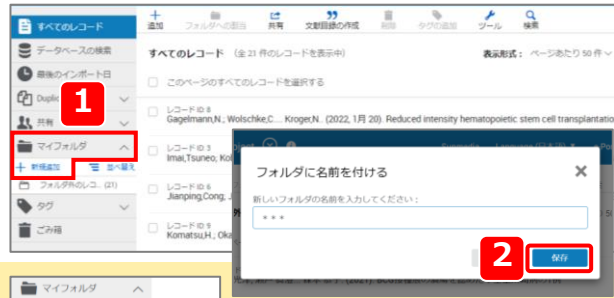 すべてのレコード
データベースの検索
最後のインポート日
Duplic
共有
マイフォルダ
新規追加 並べ替え
フォルダ外のレコ.. (21)
タグ
ごみ箱
1
追加 フォルダへの割当 共有 文献目録の作成 削除 タグの追加 ツール 検索
すべてのレコード (全 21 件のレコードを表示中) 表示形式： ページあたり 50 件
このページのすべてのレコードを選択する
レコード ID: 8
Gagelmann,N.; Wolschke,C... Kroger,N.. (2022, 1月 20). Reduced intensity hematopoietic stem cell transplantatio
レコード ID: 3
Imai,Tsuneo; Kol
レコード ID: 6
Jianping,Cong; J
レコード ID: 5
Komatsu,H.; Oka
フォルダに名前を付ける
新しいフォルダの名前を入力してください：
***
2
保存
マイフォルダ